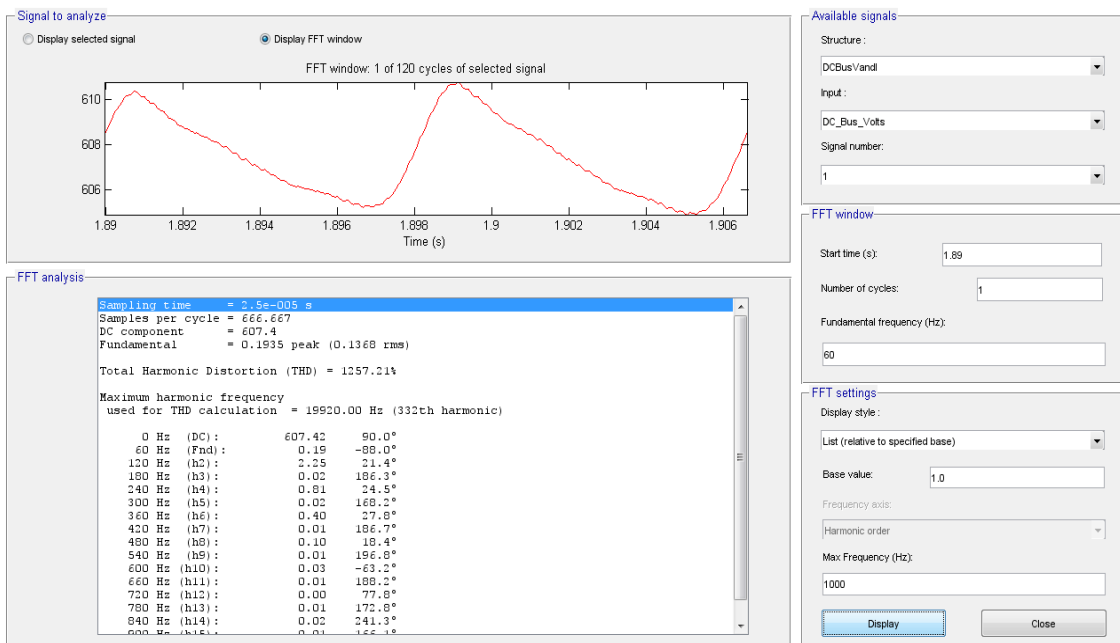 Signal to analyze
Display selected signal
Display FFT window
FFT window: 1 of 120 cycles of selected signal
610
608
606
1.89 1.892 1.894 1.896 1.898 1.9 1.902 1.904 1.906
Time (s)
FFT analysis
Sampling time = 2.5e-005 s
Samples per cycle = 666.667
DC component = 607.4
Fundamental = 0.1935 peak (0.1368 rms)
Total Harmonic Distortion (THD) = 1257.21%
Maximum harmonic frequency
used for THD calculation = 19920.00 Hz (332th harmonic)
0 Hz (DC): 607.42 90.0°
60 Hz (Fnd): 0.19 -88.0°
120 Hz (h2): 2.25 21.4°
180 Hz (h3): 0.02 186.3°
240 Hz (h4): 0.81 24.5°
300 Hz (h5): 0.02 168.2°
360 Hz (h6): 0.40 27.8°
420 Hz (h7): 0.01 186.7°
480 Hz (h8): 0.10 18.4°
540 Hz (h9): 0.01 196.8°
600 Hz (h10): 0.03 -63.2°
660 Hz (h11): 0.01 188.2°
720 Hz (h12): 0.00 77.8°
780 Hz (h13): 0.01 172.8°
840 Hz (h14): 0.02 241.3°
900 Hz (h15): 0.01 166.1°
Available signals
Structure :
DCBusVandI
Input :
DC_Bus_Volts
Signal number:
1
FFT window
Start time (s): 1.89
Number of cycles: 1
Fundamental frequency (Hz):
60
FFT settings
Display style :
List (relative to specified base)
Base value: 1.0
Frequency axis:
Harmonic order
Max Frequency (Hz):
1000
Display
Close